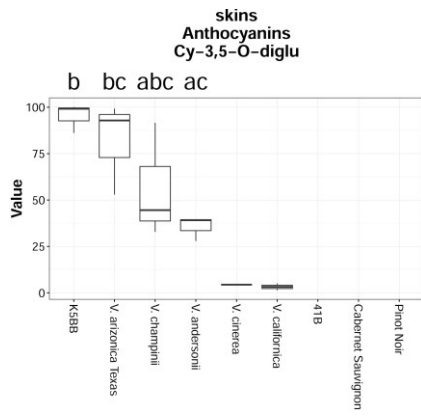 skins
Anthocyanins
Cy−3,5−O−diglu
b bc abc ac
100
75
50
25
0
Value
K5BB
V. arizonica Texas
V. champinii
V. andersonii
V. cinerea
V. californica
41B
Cabernet Sauvignon
Pinot Noir